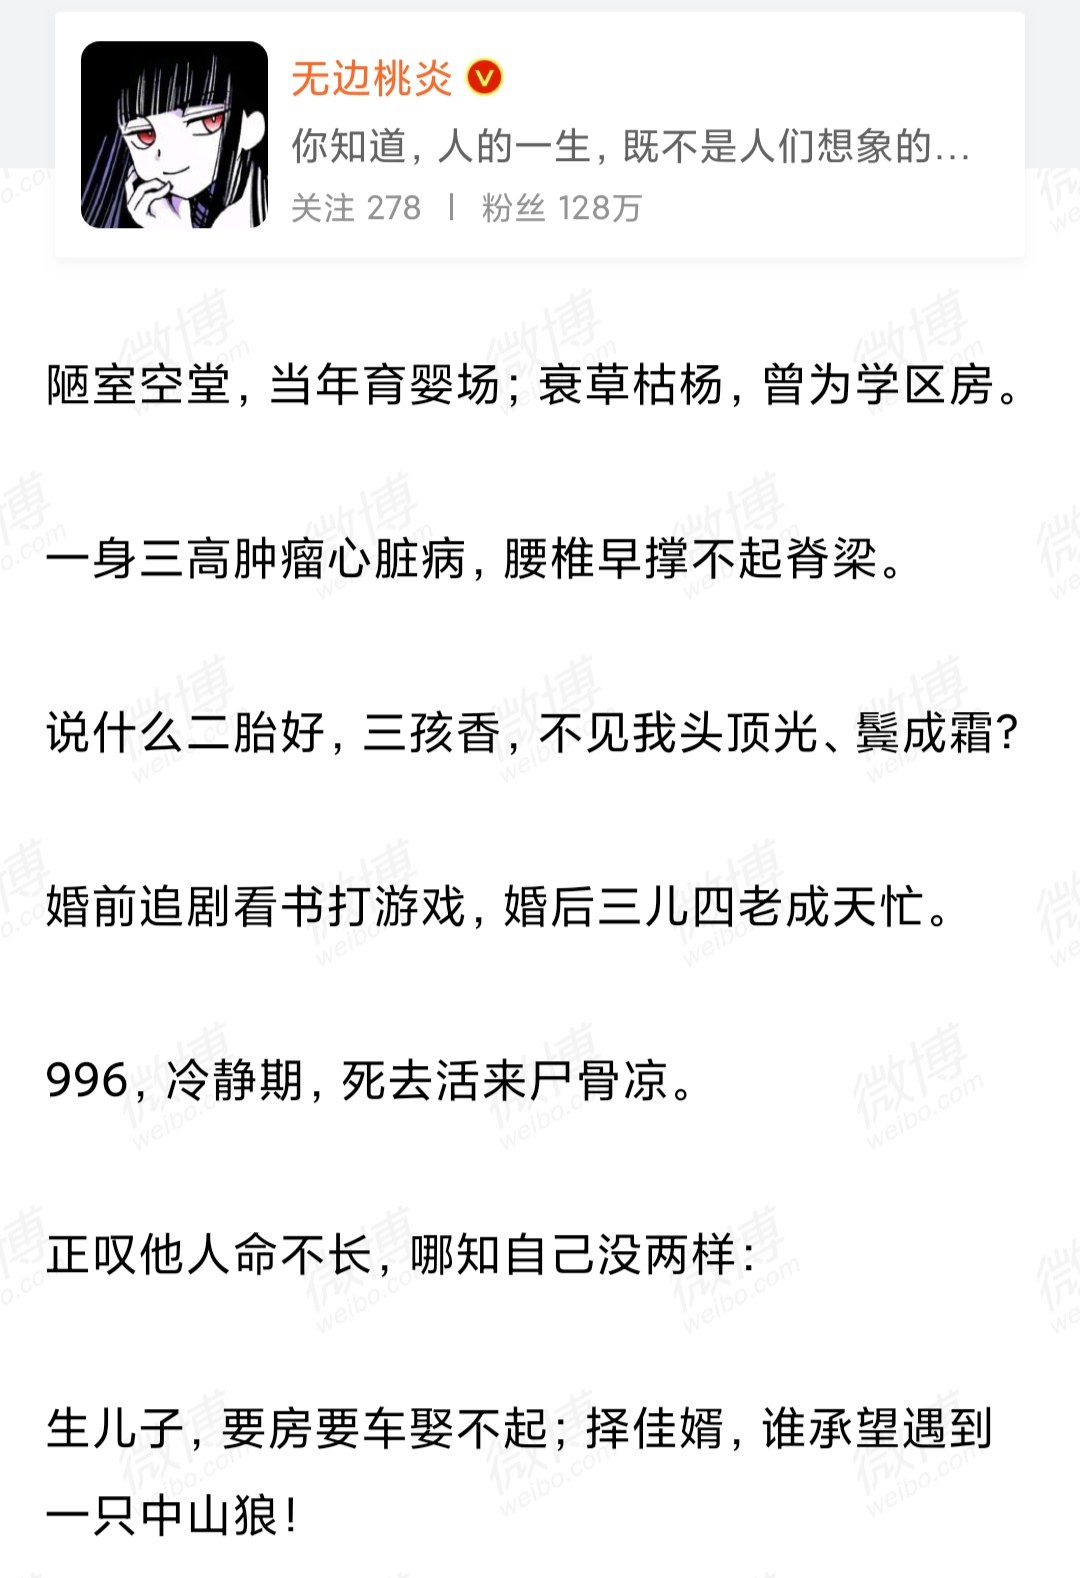 无边桃炎
你知道，人的一生，既不是人们想象的...
关注 278 | 粉丝 128万
陋室空堂，当年育婴场；衰草枯杨，曾为学区房。
一身三高肿瘤心脏病，腰椎早撑不起脊梁。
说什么二胎好，三孩香，不见我头顶光、鬓成霜？
婚前追剧看书打游戏，婚后三儿四老成天忙。
996，冷静期，死去活来尸骨凉。
正叹他人命不长，哪知自己没两样：
生儿子，要房要车娶不起；择佳婿，谁承望遇到
一只中山狼！
微博
weibo.com